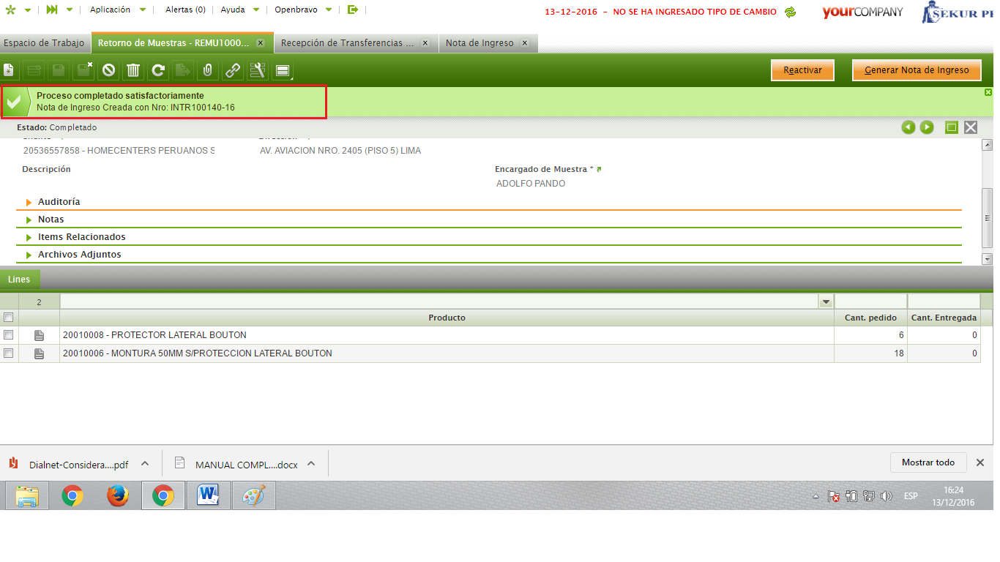 Aplicación Alertas (0) Ayuda Openbravo 13-12-2016 - NO SE HA INGRESADO TIPO DE CAMBIO yourCOMPANY SEKUR
Espacio de Trabajo Retorno de Muestras - REMU1000... Recepción de Transferencias ... Nota de Ingreso
Reactivar Generar Nota de Ingreso
Proceso completado satisfactoriamente
Nota de Ingreso Creada con Nro: INTR100140-16
Estado: Completado
20536557858 - HOMECENTERS PERUANOS S AV. AVIACION NRO. 2405 (PISO 5) LIMA
Descripción Encargado de Muestra *
ADOLFO PANDO
Auditoría
Notas
Items Relacionados
Archivos Adjuntos
Lines
2
Producto Cant. pedido Cant. Entregada
20010008 - PROTECTOR LATERAL BOUTON 6 0
20010006 - MONTURA 50MM S/PROTECCION LATERAL BOUTON 18 0
Dialnet-Considera....pdf MANUAL COMPL....docx Mostrar todo
ESP 16:24
13/12/2016